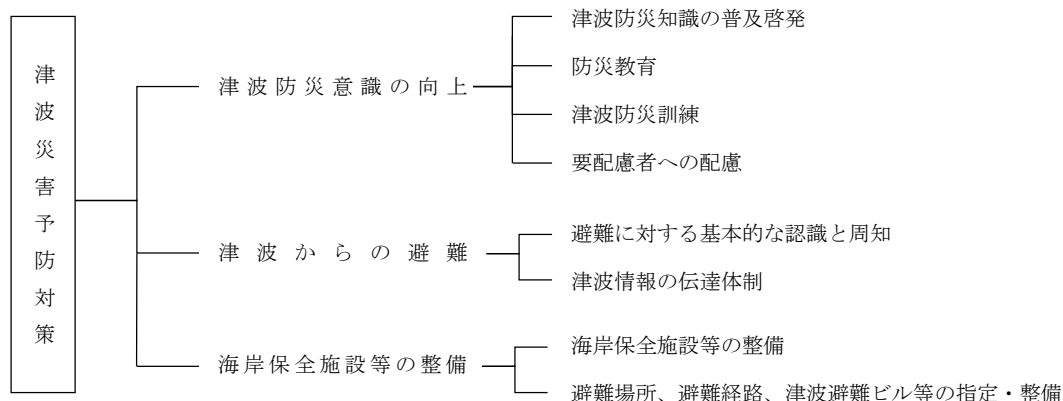 津波災害予防対策
津波防災意識の向上
津波防災知識の普及啓発
防災教育
津波防災訓練
要配慮者への配慮
津波からの避難
避難に対する基本的な認識と周知
津波情報の伝達体制
海岸保全施設等の整備
海岸保全施設等の整備
避難場所、避難経路、津波避難ビル等の指定・整備